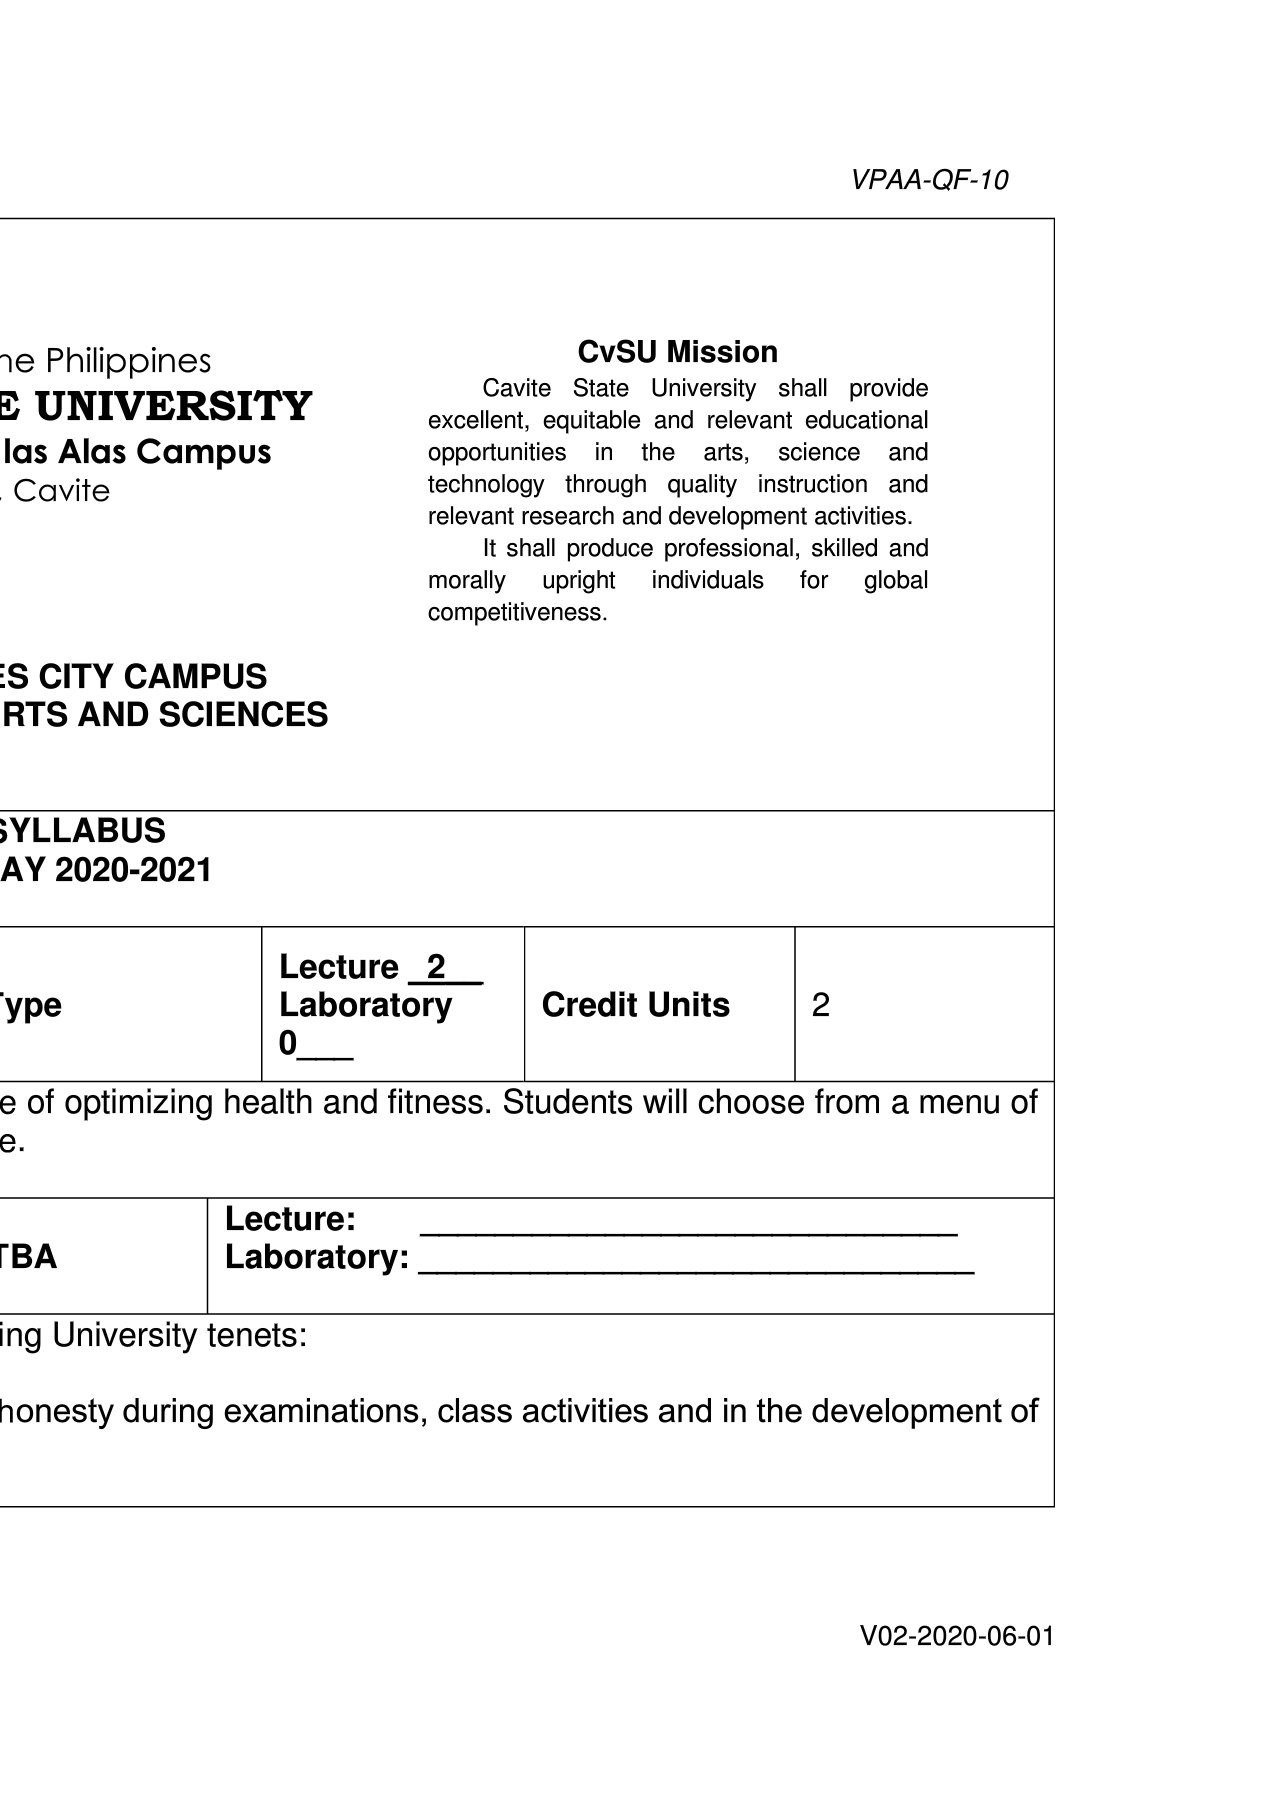 VPAA-QF-10
ne Philippines
E UNIVERSITY
las Alas Campus
, Cavite
CvSU Mission
Cavite State University shall provide
excellent, equitable and relevant educational
opportunities in the arts, science and
technology through quality instruction and
relevant research and development activities.
It shall produce professional, skilled and
morally upright individuals for global
competitiveness.
ES CITY CAMPUS
RTS AND SCIENCES
SYLLABUS
AY 2020-2021
Type
Lecture _2__
Laboratory
0___
Credit Units
2
e of optimizing health and fitness. Students will choose from a menu of
e.
TBA
Lecture: _____________________________
Laboratory: ______________________________
ing University tenets:
honesty during examinations, class activities and in the development of
V02-2020-06-01